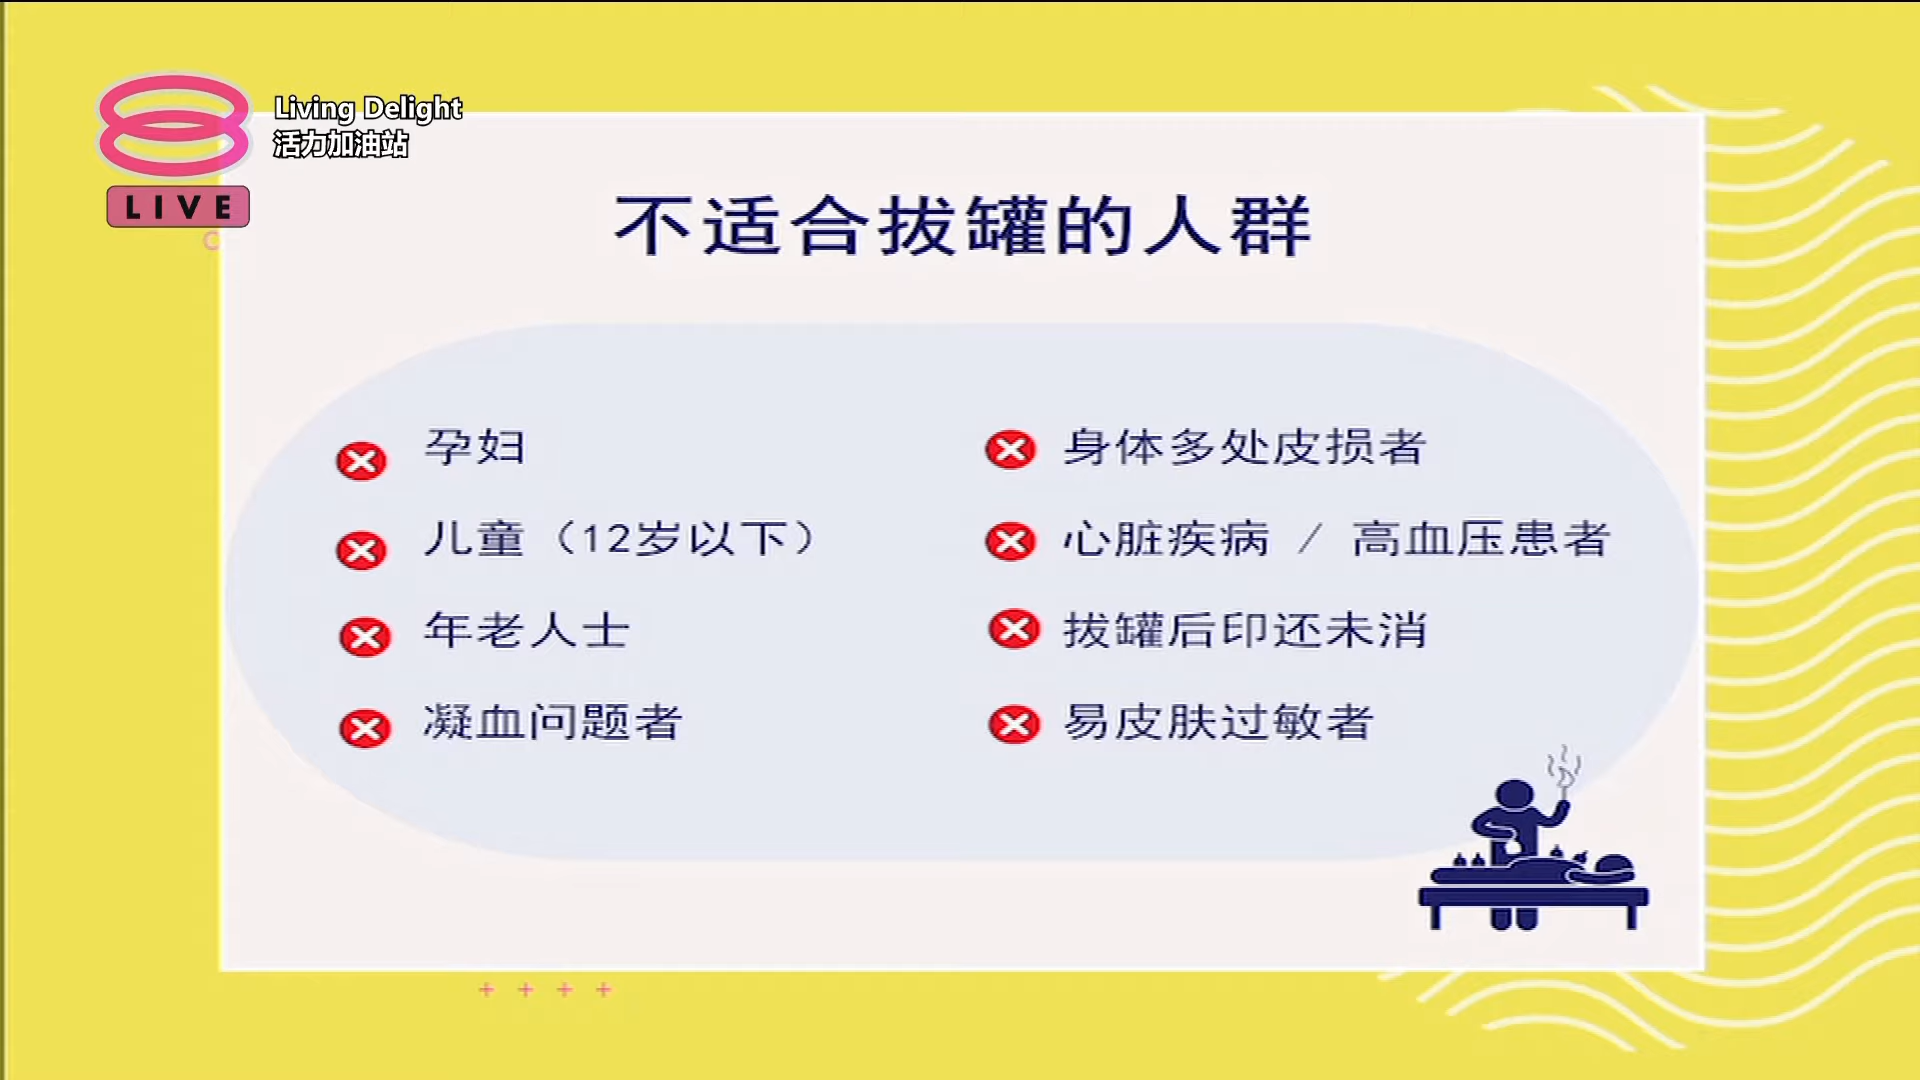 Living Delight
活力加油站
LIVE
不适合拔罐的人群
孕妇
儿童（12岁以下）
年老人士
凝血问题者
身体多处皮损者
心脏疾病 / 高血压患者
拔罐后印还未消
易皮肤过敏者